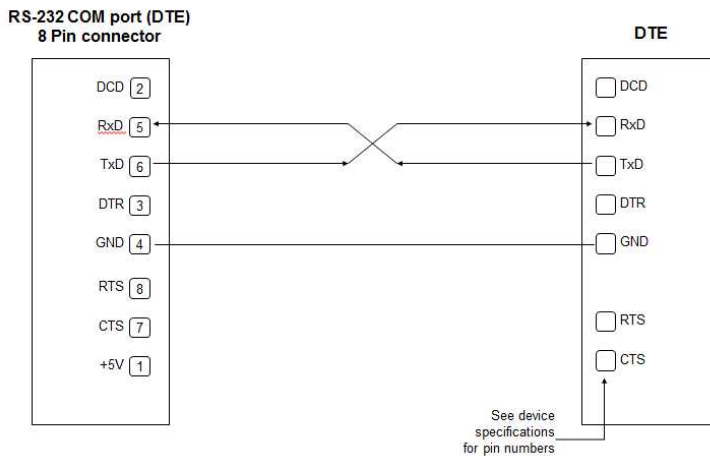 RS-232 COM port (DTE)
8 Pin connector
DTE
DCD 2
DCD
RxD 5
RxD
TxD 6
TxD
DTR 3
DTR
GND 4
GND
RTS 8
RTS
CTS 7
CTS
+5V 1
See device
specifications
for pin numbers